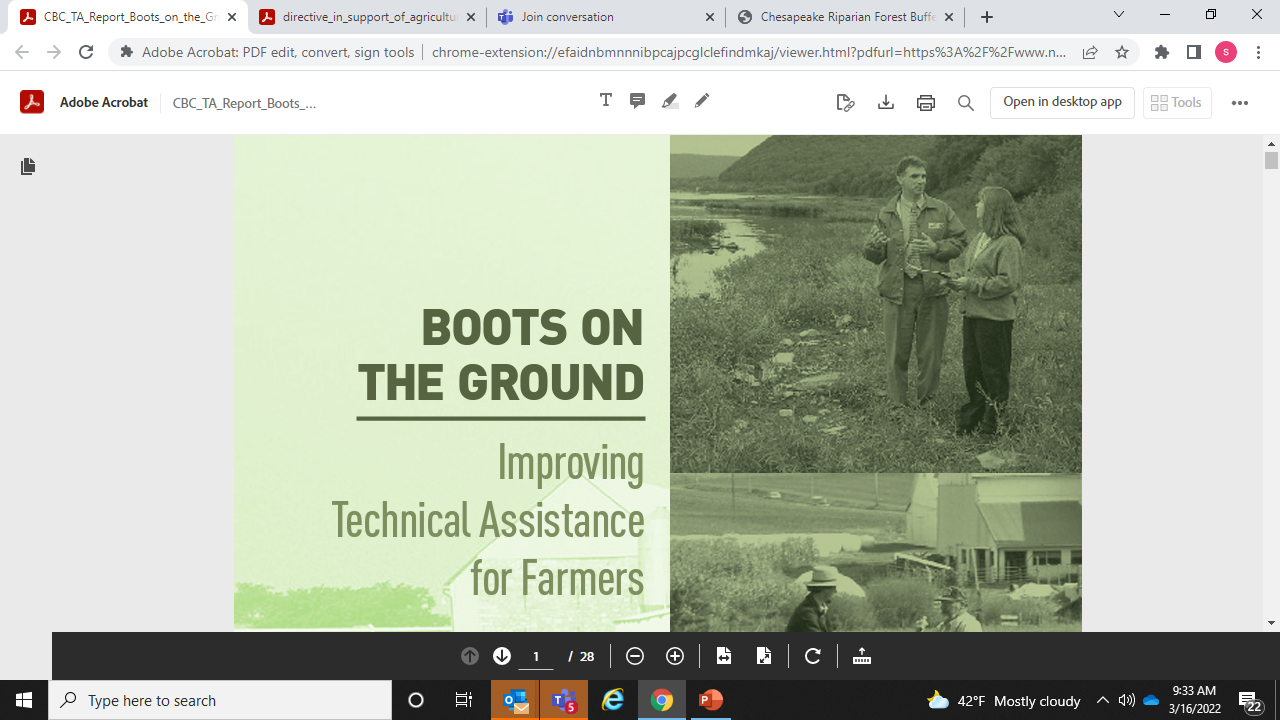 CBC_TA_Report_Boots_on_the_Gr
directive_in_support_of_agricultu
Join conversation
Chesapeake Riparian Forest Buffe
Adobe Acrobat: PDF edit, convert, sign tools | chrome-extension://efaidnbmnnnibpcajpcglclefindmkaj/viewer.html?pdfurl=https%3A%2F%2Fwww.n...
s
Adobe Acrobat
CBC_TA_Report_Boots_...
Open in desktop app
Tools
BOOTS ON
THE GROUND
Improving
Technical Assistance
for Farmers
1 / 28
Type here to search
5
42°F Mostly cloudy
9:33 AM
3/16/2022
22